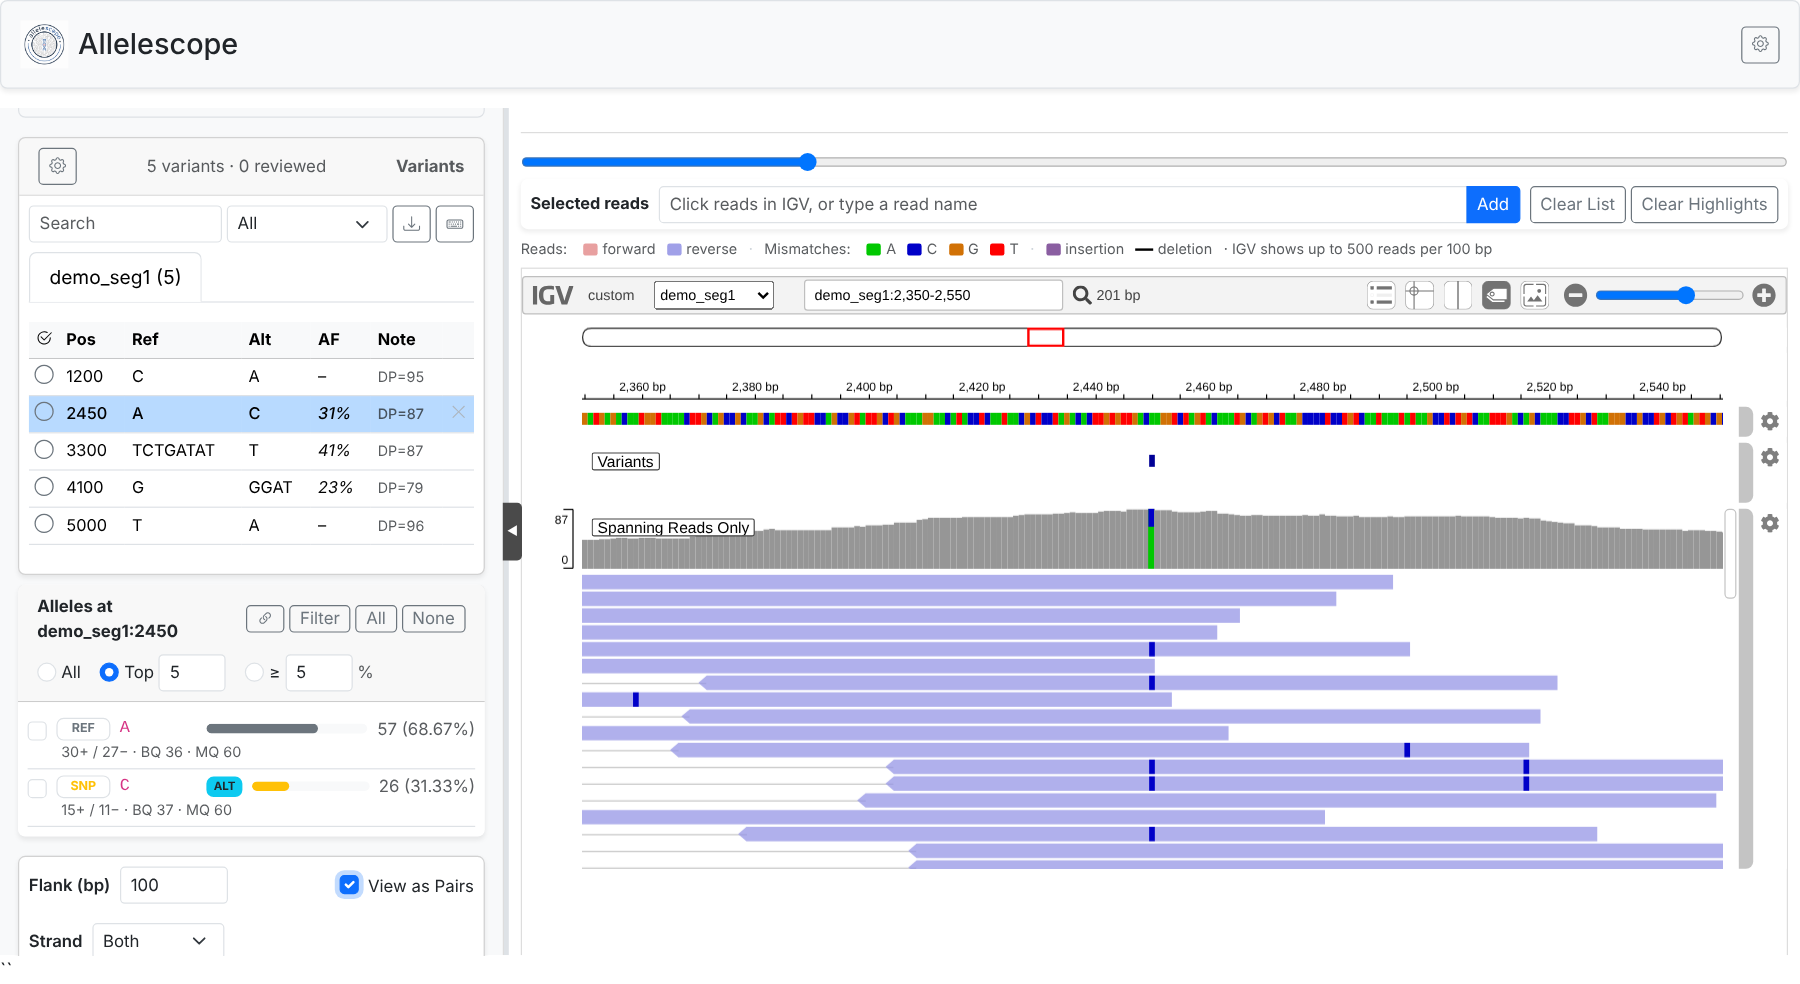 Allelescope
5 variants · 0 reviewed Variants
Search All
demo_seg1 (5)
Pos Ref Alt AF Note
1200 C A – DP=95
2450 A C 31% DP=87
3300 TCTGATAT T 41% DP=87
4100 G GGAT 23% DP=79
5000 T A – DP=96
Alleles at
demo_seg1:2450
Filter All None
All Top 5 ≥ 5 %
REF A 57 (68.67%)
30+ / 27− · BQ 36 · MQ 60
SNP C ALT 26 (31.33%)
15+ / 11− · BQ 37 · MQ 60
Flank (bp) 100 View as Pairs
Strand Both
``
Selected reads Click reads in IGV, or type a read name Add Clear List Clear Highlights
Reads: forward reverse · Mismatches: A C G T · insertion deletion · IGV shows up to 500 reads per 100 bp
IGV custom demo_seg1 demo_seg1:2,350-2,550 201 bp
2,360 bp 2,380 bp 2,400 bp 2,420 bp 2,440 bp 2,460 bp 2,480 bp 2,500 bp 2,520 bp 2,540 bp
Variants
87
Spanning Reads Only
0